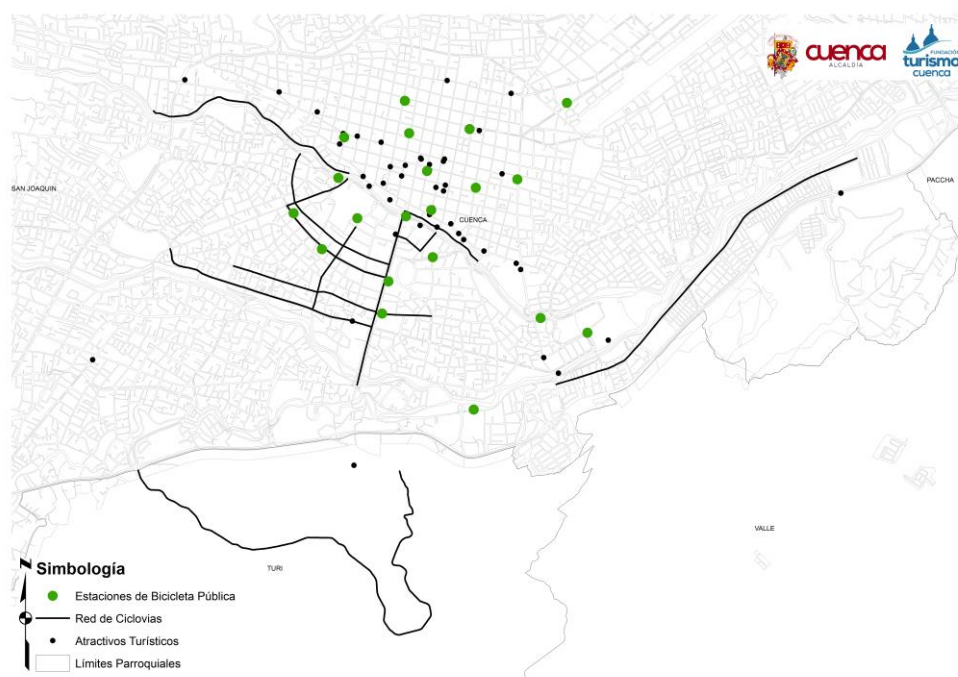 cuenca
ALCALDÍA
FUNDACIÓN
turismo
cuenca
SAN JOAQUIN
PACCHA
CUENCA
VALLE
TURI
N
Simbología
Estaciones de Bicicleta Pública
Red de Ciclovias
Atractivos Turísticos
Límites Parroquiales